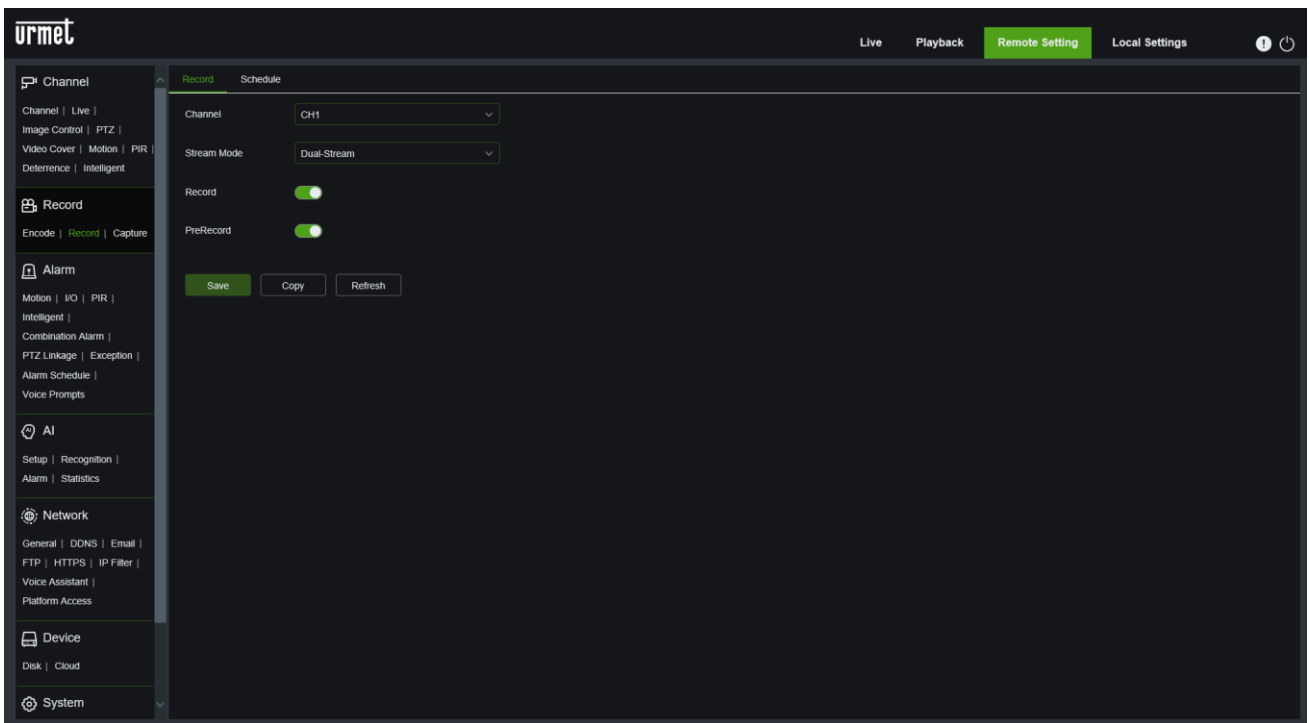 urmet
Live Playback Remote Setting Local Settings
Channel
Channel | Live |
Image Control | PTZ |
Video Cover | Motion | PIR |
Deterrence | Intelligent
Record
Encode | Record | Capture
Alarm
Motion | I/O | PIR |
Intelligent |
Combination Alarm |
PTZ Linkage | Exception |
Alarm Schedule |
Voice Prompts
AI
Setup | Recognition |
Alarm | Statistics
Network
General | DDNS | Email |
FTP | HTTPS | IP Filter |
Voice Assistant |
Platform Access
Device
Disk | Cloud
System
Record Schedule
Channel CH1
Stream Mode Dual-Stream
Record
PreRecord
Save Copy Refresh